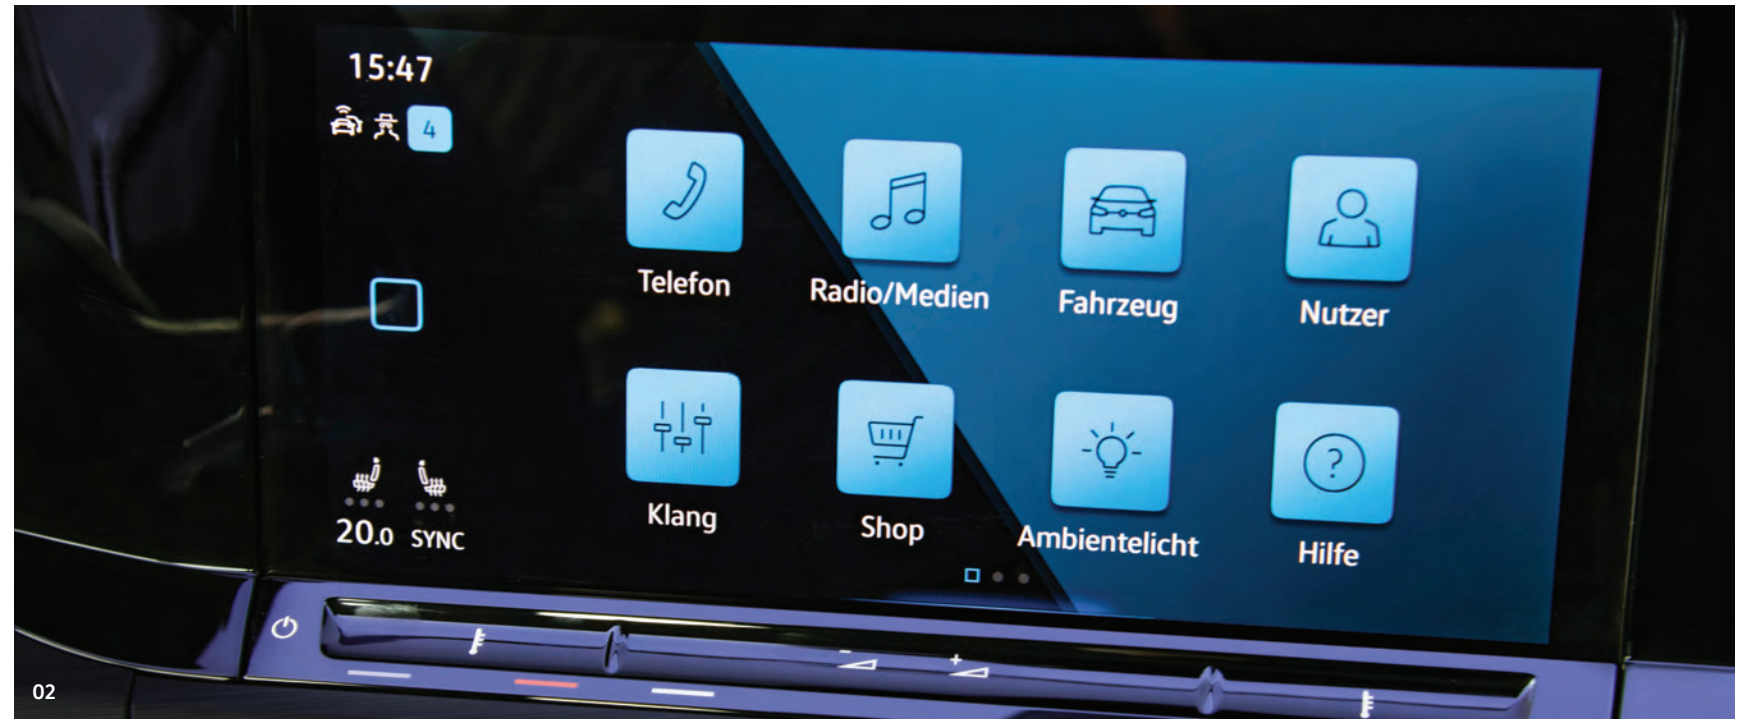 15:47
4
Telefon
Radio/Medien
Fahrzeug
Nutzer
?
Klang
Shop
Ambientelicht
Hilfe
20.0 SYNC
- +
02